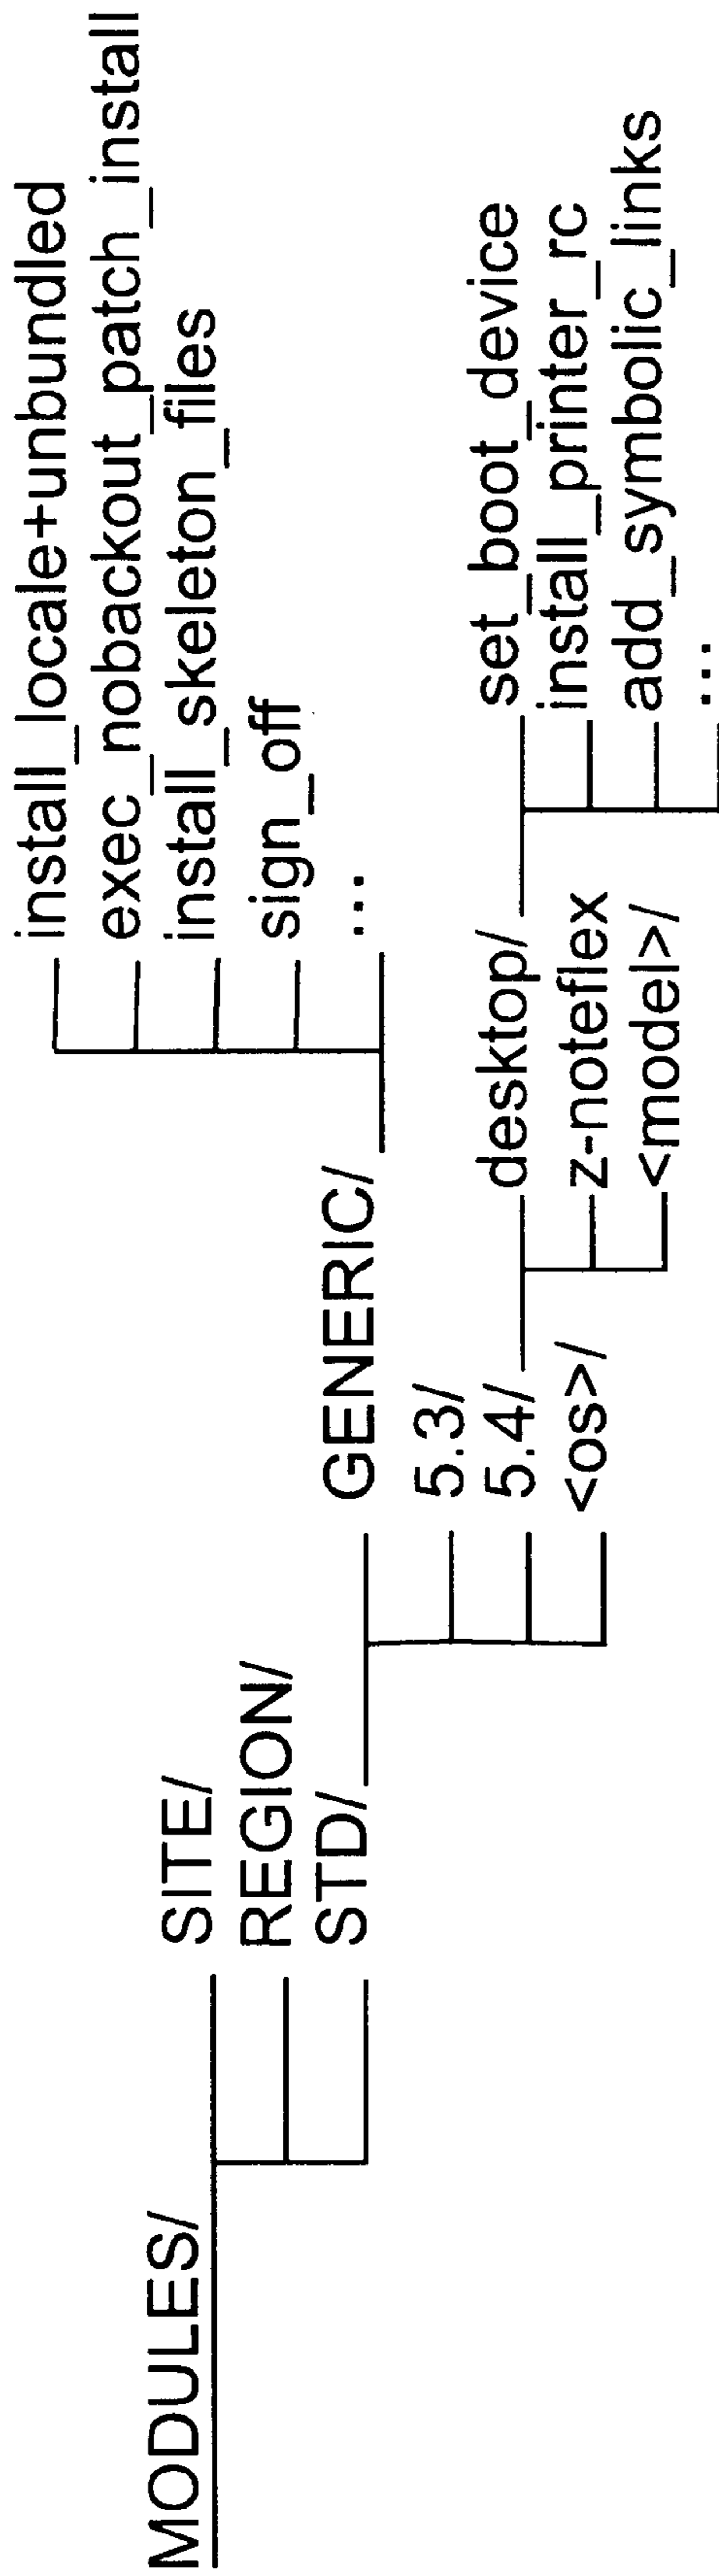 MODULES/
SITE/
REGION/
STD/
GENERIC/
5.3/
5.4/
<os>/
install_locale+unbundled
exec_nobackout_patch_install
install_skeleton_files
sign_off
...
desktop/
z-noteflex
<model>/
set_boot_device
install_printer_rc
add_symbolic_links
...